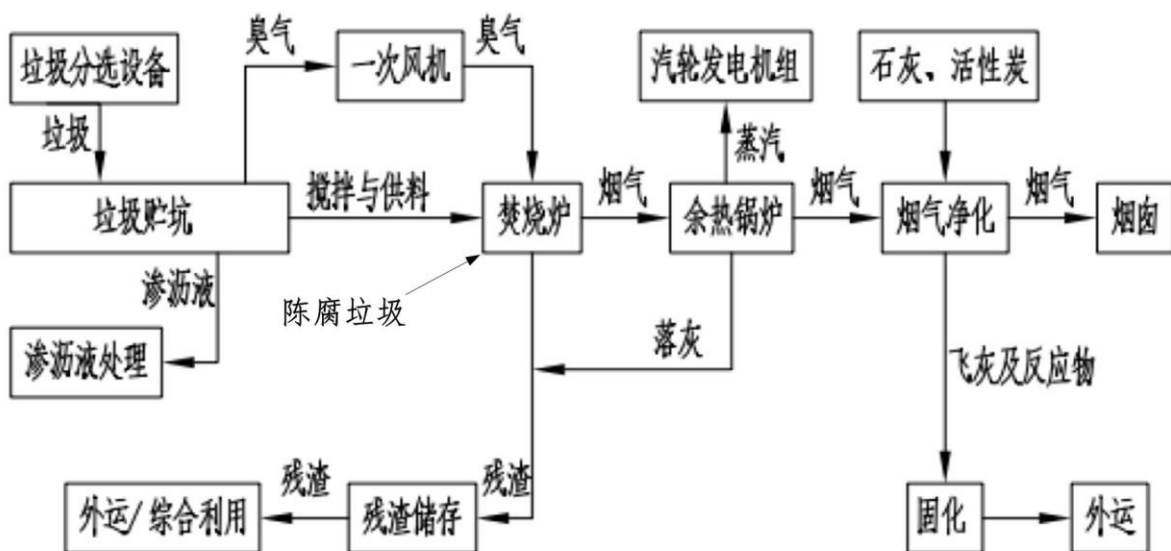 臭气
臭气
垃圾分选设备
一次风机
汽轮发电机组
石灰、活性炭
垃圾
蒸汽
搅拌与供料
烟气
烟气
烟气
垃圾贮坑
焚烧炉
余热锅炉
烟气净化
烟囱
渗沥液
陈腐垃圾
渗沥液处理
落灰
飞灰及反应物
残渣
残渣
外运/综合利用
残渣储存
固化
外运